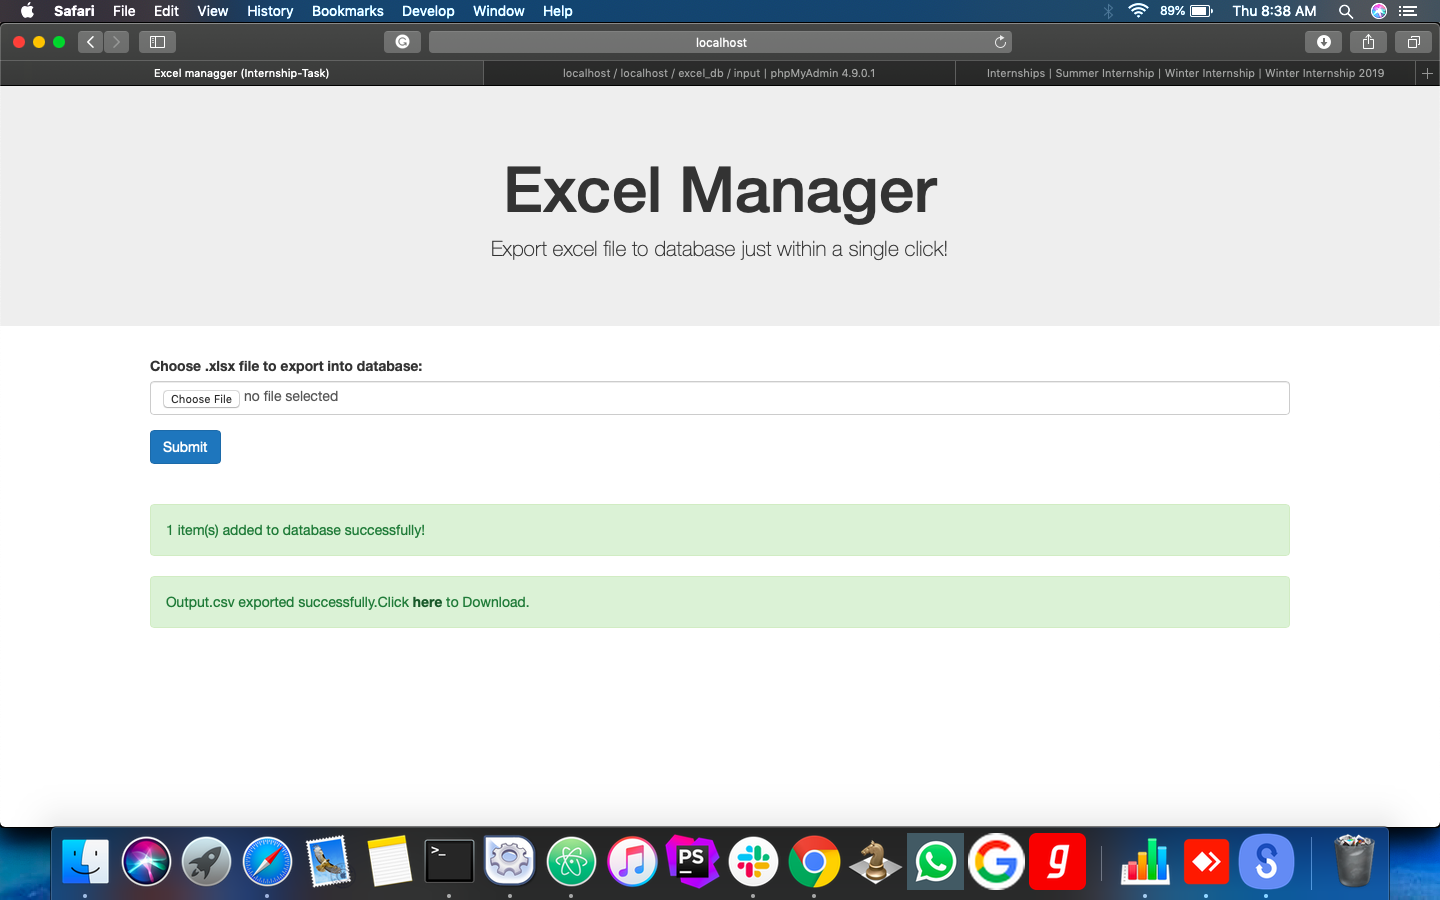 Safari File Edit View History Bookmarks Develop Window Help 89% Thu 8:38 AM
localhost
Excel managger (Internship-Task) localhost / localhost / excel_db / input | phpMyAdmin 4.9.0.1 Internships | Summer Internship | Winter Internship | Winter Internship 2019
Excel Manager
Export excel file to database just within a single click!
Choose .xlsx file to export into database:
Choose File no file selected
Submit
1 item(s) added to database successfully!
Output.csv exported successfully.Click here to Download.
>_ PS G g